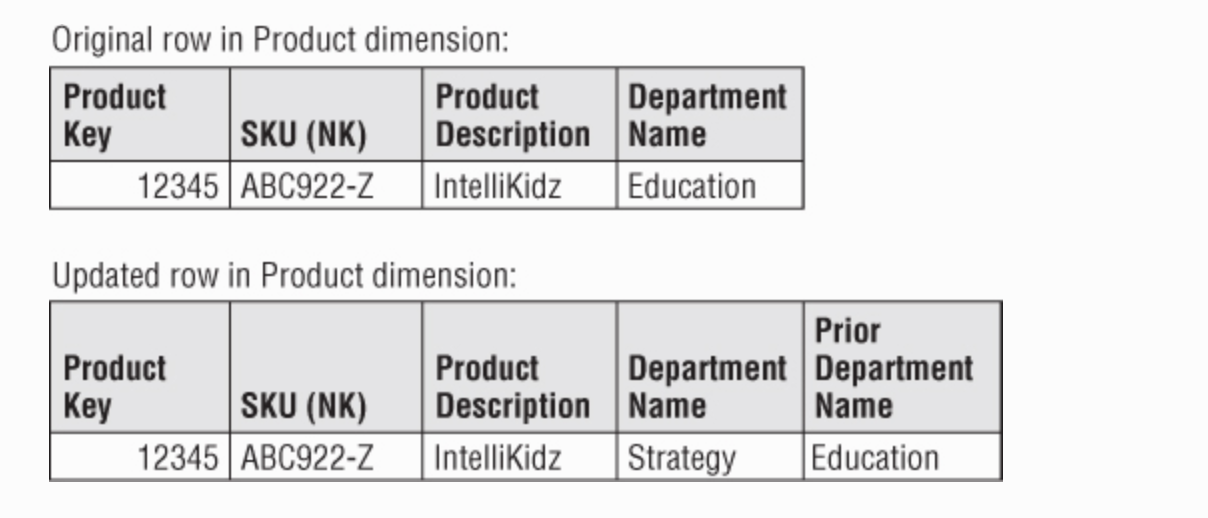 Original row in Product dimension:
Product Key | SKU (NK) | Product Description | Department Name
12345 | ABC922-Z | IntelliKidz | Education
Updated row in Product dimension:
Product Key | SKU (NK) | Product Description | Department Name | Prior Department Name
12345 | ABC922-Z | IntelliKidz | Strategy | Education